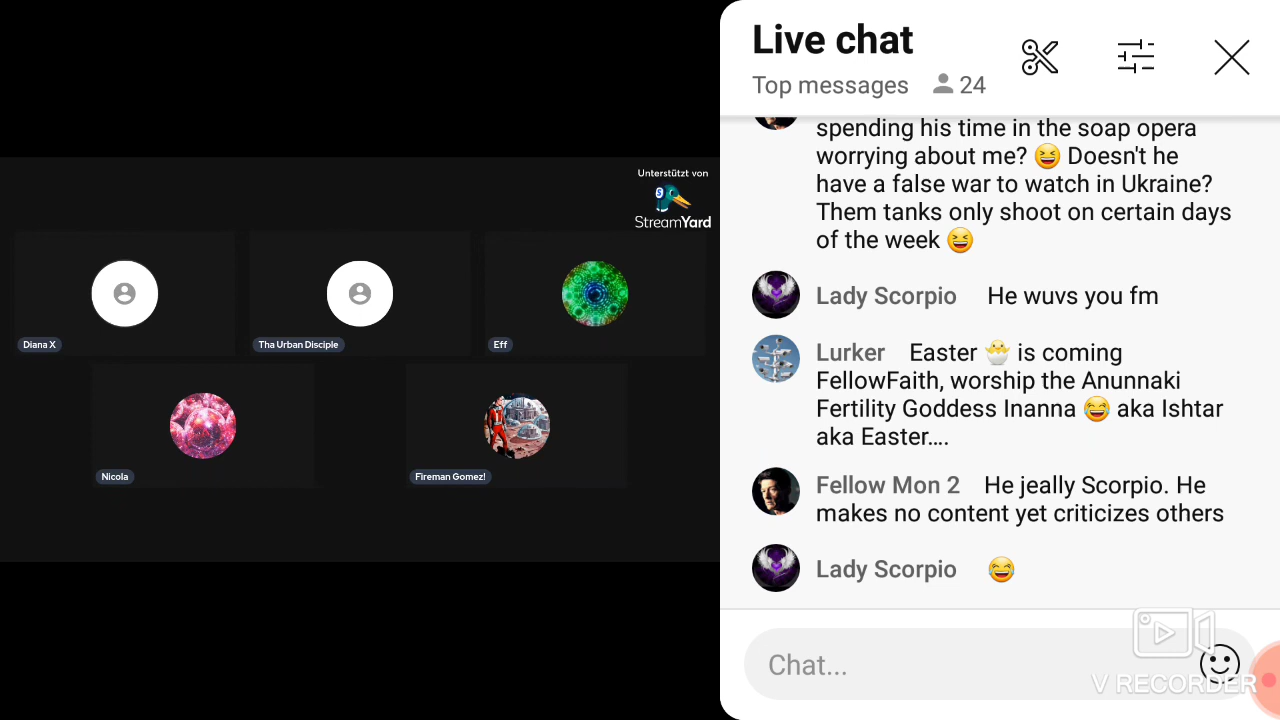 Unterstützt von
StreamYard
Diana X
Tha Urban Disciple
Eff
Nicola
Fireman Gomez!
Live chat
Top messages 24
spending his time in the soap opera
worrying about me? 😆 Doesn't he
have a false war to watch in Ukraine?
Them tanks only shoot on certain days
of the week 😆
Lady Scorpio He wuvs you fm
Lurker Easter 🐣 is coming
FellowFaith, worship the Anunnaki
Fertility Goddess Inanna 😂 aka Ishtar
aka Easter....
Fellow Mon 2 He jeally Scorpio. He
makes no content yet criticizes others
Lady Scorpio 😂
Chat...
V RECORDER